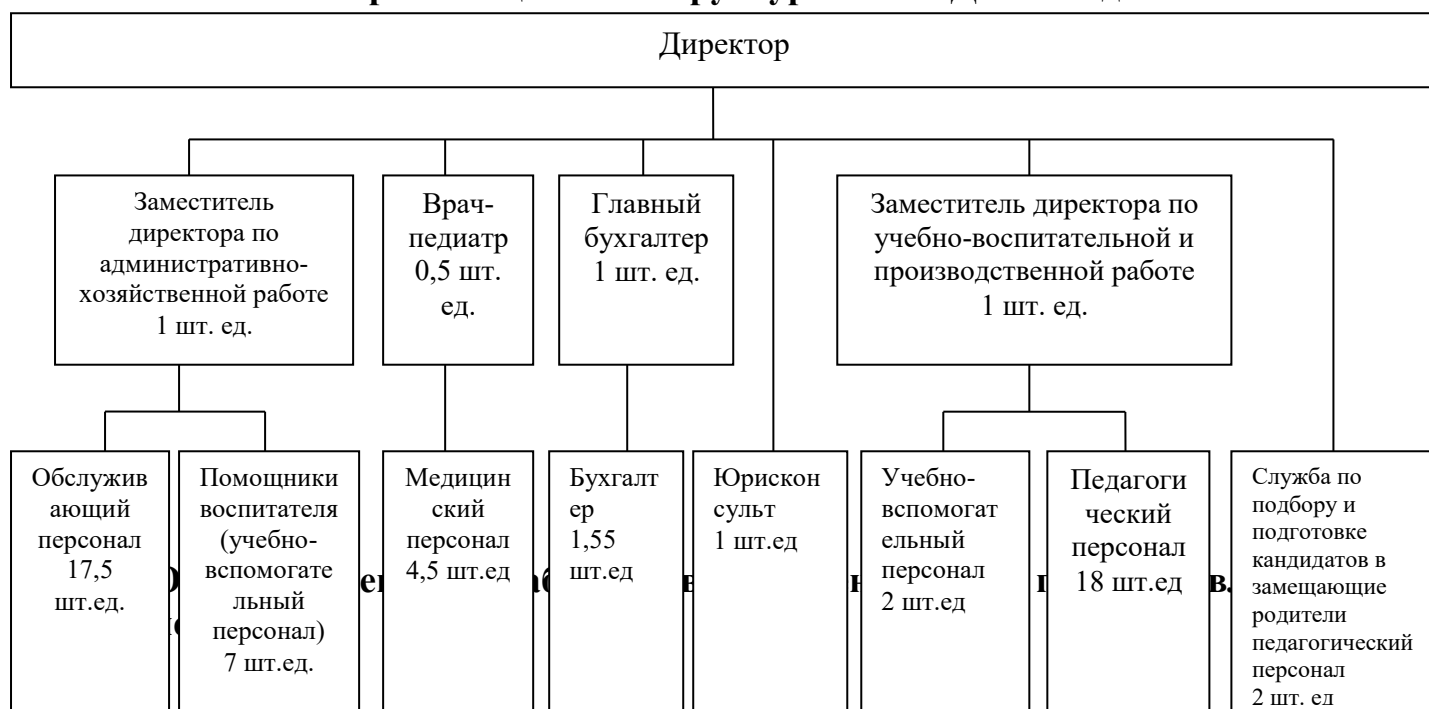 Директор
Заместитель
директора по
административно-
хозяйственной работе
1 шт. ед.
Врач-
педиатр
0,5 шт.
ед.
Главный
бухгалтер
1 шт. ед.
Заместитель директора по
учебно-воспитательной и
производственной работе
1 шт. ед.
Обслужив
ающий
персонал
17,5
шт.ед.
Помощники
воспитателя
(учебно-
вспомогате
льный
персонал)
7 шт.ед.
Медицин
ский
персонал
4,5 шт.ед
Бухгалт
ер
1,55
шт.ед
Юрискон
сульт
1 шт.ед
Учебно-
вспомогат
ельный
персонал
2 шт.ед
Педагоги
ческий
персонал
18 шт.ед
Служба по
подбору и
подготовке
кандидатов в
замещающие
родители
педагогический
персонал
2 шт. ед